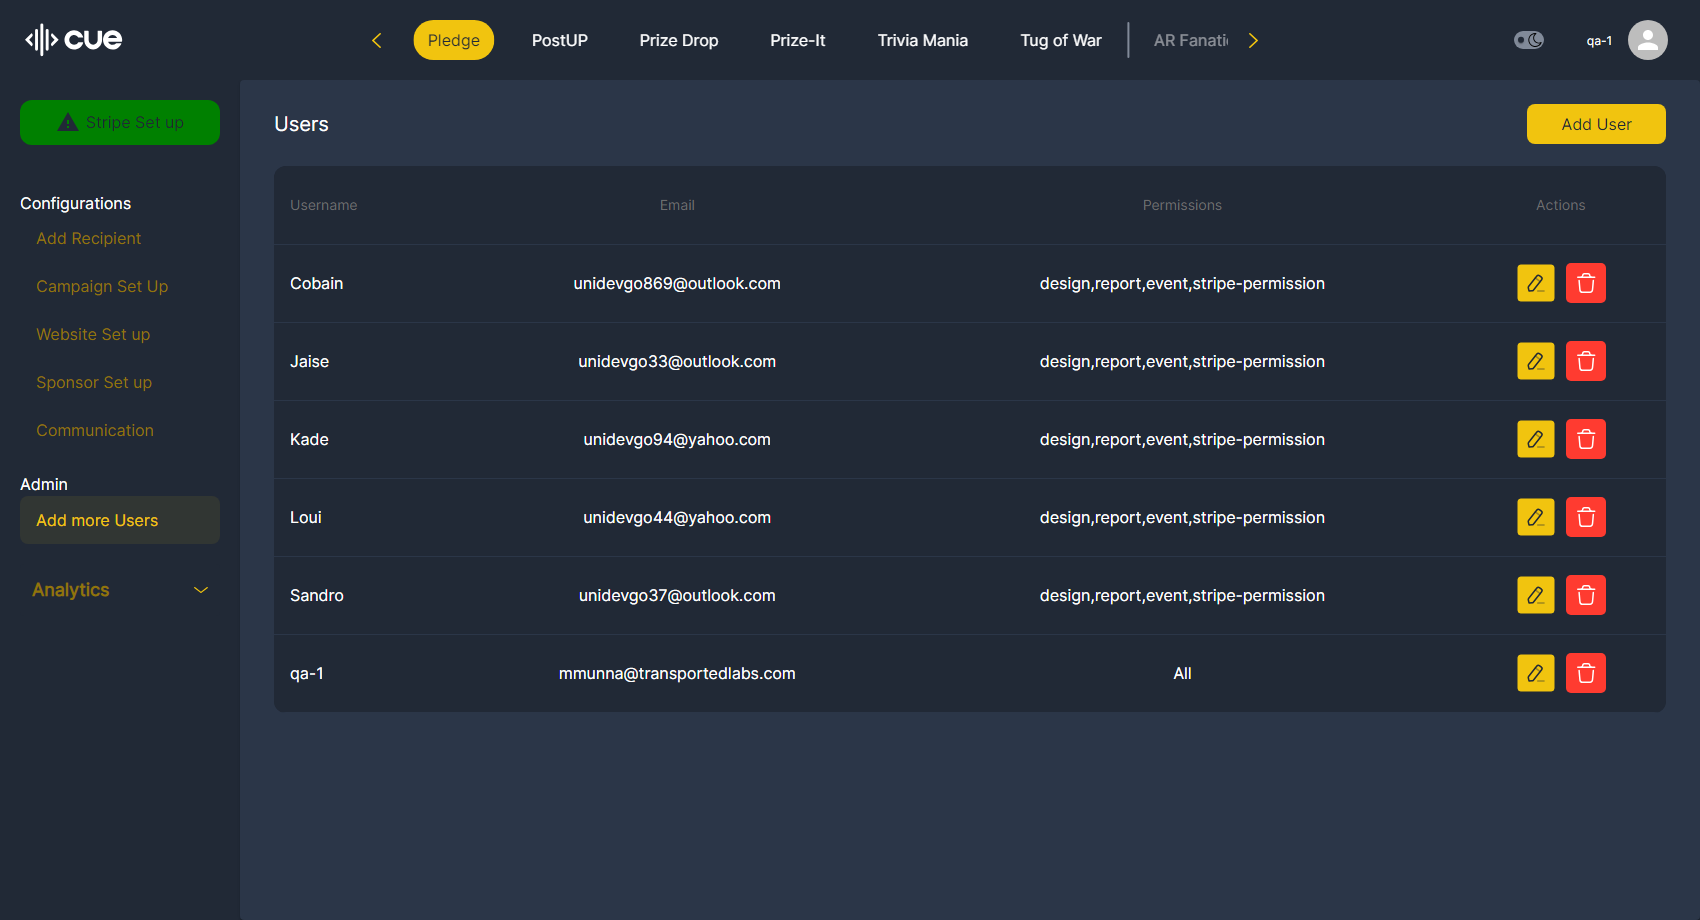 cue
Pledge PostUP Prize Drop Prize-It Trivia Mania Tug of War AR Fanati
qa-1
Stripe Set up
Configurations
Add Recipient
Campaign Set Up
Website Set up
Sponsor Set up
Communication
Admin
Add more Users
Analytics
Users
Add User
Username Email Permissions Actions
Cobain unidevgo869@outlook.com design,report,event,stripe-permission
Jaise unidevgo33@outlook.com design,report,event,stripe-permission
Kade unidevgo94@yahoo.com design,report,event,stripe-permission
Loui unidevgo44@yahoo.com design,report,event,stripe-permission
Sandro unidevgo37@outlook.com design,report,event,stripe-permission
qa-1 mmunna@transportedlabs.com All